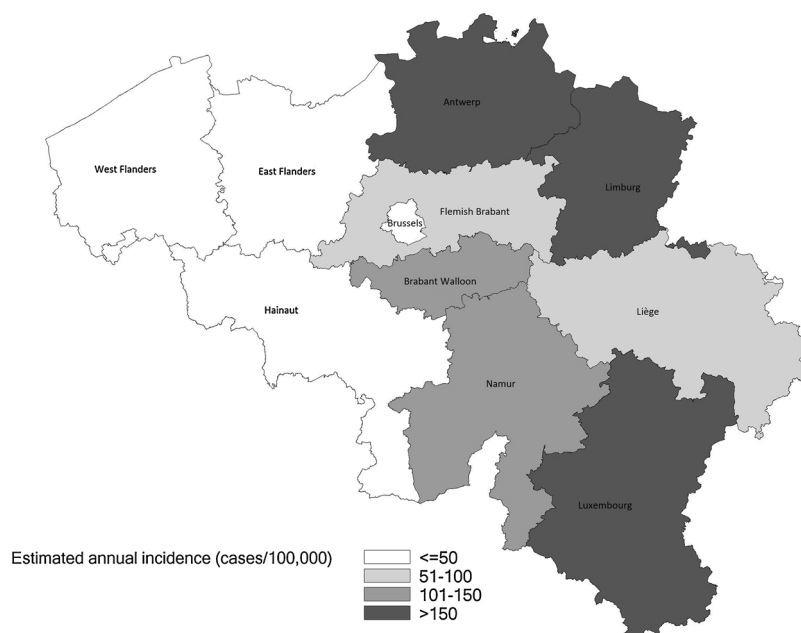 Antwerp
West Flanders
East Flanders
Limburg
Flemish Brabant
Brussels
Brabant Walloon
Hainaut
Liège
Namur
Luxembourg
Estimated annual incidence (cases/100,000)
<=50
51-100
101-150
>150